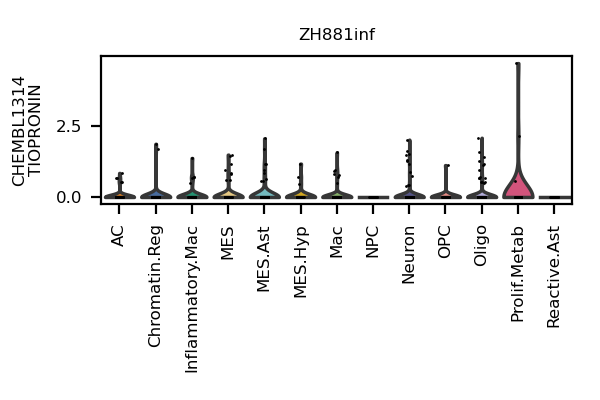 ZH881inf
CHEMBL1314
TIOPRONIN
2.5
0.0
AC
Chromatin.Reg
Inflammatory.Mac
MES
MES.Ast
MES.Hyp
Mac
NPC
Neuron
OPC
Oligo
Prolif.Metab
Reactive.Ast